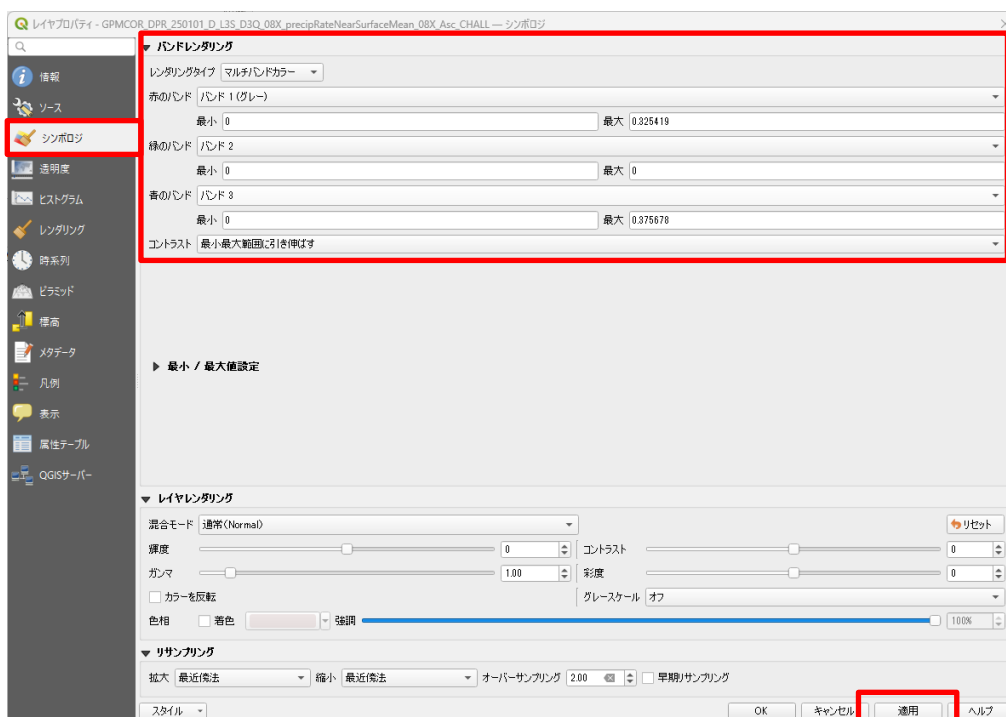 レイヤプロパティ - GPMCOR_DPR_250101_D_L3S_D3Q_08X_precipRateNearSurfaceMean_08X_Asc_CHALL — シンボロジ
情報
ソース
シンボロジ
透明度
ヒストグラム
レンダリング
時系列
ピラミッド
標高
メタデータ
凡例
表示
属性テーブル
QGISサーバー
バンドレンダリング
レンダリングタイプ マルチバンドカラー
赤のバンド バンド 1 (グレー)
最小 0 最大 0.325419
緑のバンド バンド 2
最小 0 最大 0
青のバンド バンド 3
最小 0 最大 0.375678
コントラスト 最小最大範囲に引き伸ばす
最小 / 最大値設定
レイヤレンダリング
混合モード 通常(Normal) リセット
輝度 0 コントラスト 0
ガンマ 1.00 彩度 0
カラーを反転 グレースケール オフ
色相 着色 強調 100%
リサンプリング
拡大 最近傍法 縮小 最近傍法 オーバーサンプリング 2.00 早期リサンプリング
スタイル OK キャンセル 適用 ヘルプ